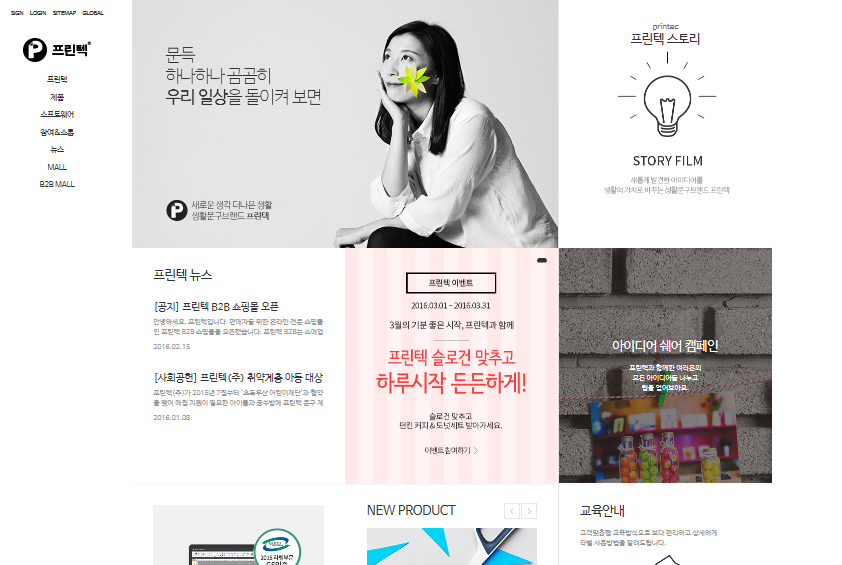 SIGN LOGIN SITEMAP GLOBAL
프린텍
프린텍
제품
소프트웨어
참여&소통
뉴스
MALL
B2B MALL
문득
하나하나 곰곰히
우리 일상을 돌이켜 보면
새로운 생각 더나은 생활
생활문구브랜드 프린텍
printec
프린텍 스토리
STORY FILM
새롭게 발견한 아이디어를
생활의 가치로 바꾸는 생활문구브랜드 프린텍
프린텍 뉴스
[공지] 프린텍 B2B 쇼핑몰 오픈
안녕하세요. 프린텍입니다. 판매자를 위한 온라인 전문 쇼핑몰
인 프린텍 B2B 쇼핑몰을 오픈했습니다. 프린텍 B2B는 소매업
2016.02.15
[사회공헌] 프린텍(주) 취약계층 아동 대상
프린텍(주)가 2015년 7월부터 '초록우산 어린이재단'과 협약
을 맺어 매월 지원이 필요한 아이들과 공부방에 프린텍 문구 제
2016.01.08
프린텍 이벤트
2016.03.01 ~ 2016.03.31
3월의 기분 좋은 시작, 프린텍과 함께
프린텍 슬로건 맞추고
하루시작 든든하게!
슬로건 맞추고
던킨 커피 & 도넛세트 받아가세요.
이벤트 참여하기
아이디어 쉐어 캠페인
프린텍과 함께한 여러분의
모든 아이디어를 나누고
힘을 얻어보아요.
NEW PRODUCT
교육안내
고객맞춤형 교육방식으로 보다 편리하고 상세하게
라벨 사용방법을 알려드립니다.
2015 라벨부문